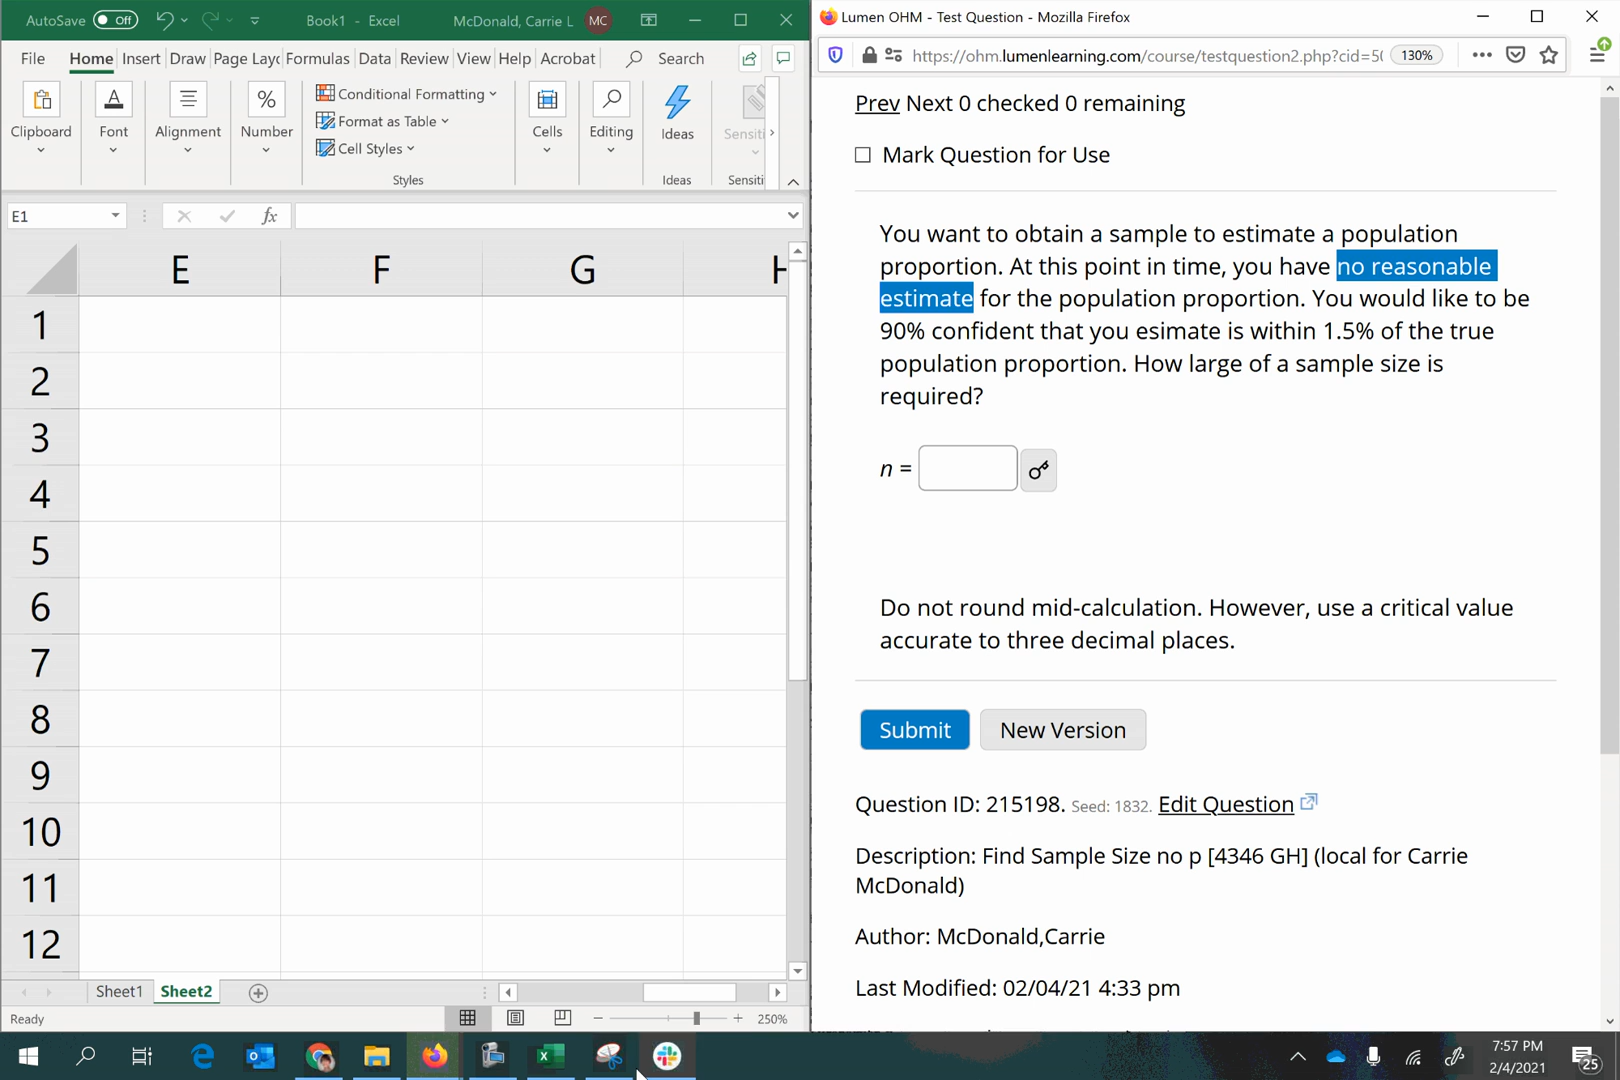 AutoSave Off Book1 - Excel McDonald, Carrie L MC
File Home Insert Draw Page Layo Formulas Data Review View Help Acrobat Search
Clipboard Font Alignment Number
%
Conditional Formatting
Format as Table
Cell Styles
Styles
Cells Editing Ideas Sensiti
Ideas Sensiti
E1 fx
E F G H
1
2
3
4
5
6
7
8
9
10
11
12
Sheet1 Sheet2
Ready 250%
Lumen OHM - Test Question - Mozilla Firefox
https://ohm.lumenlearning.com/course/testquestion2.php?cid=50 130%
Prev Next 0 checked 0 remaining
Mark Question for Use
You want to obtain a sample to estimate a population
proportion. At this point in time, you have no reasonable
estimate for the population proportion. You would like to be
90% confident that you esimate is within 1.5% of the true
population proportion. How large of a sample size is
required?
n =
Do not round mid-calculation. However, use a critical value
accurate to three decimal places.
Submit New Version
Question ID: 215198. Seed: 1832. Edit Question
Description: Find Sample Size no p [4346 GH] (local for Carrie
McDonald)
Author: McDonald,Carrie
Last Modified: 02/04/21 4:33 pm
7:57 PM
2/4/2021
25